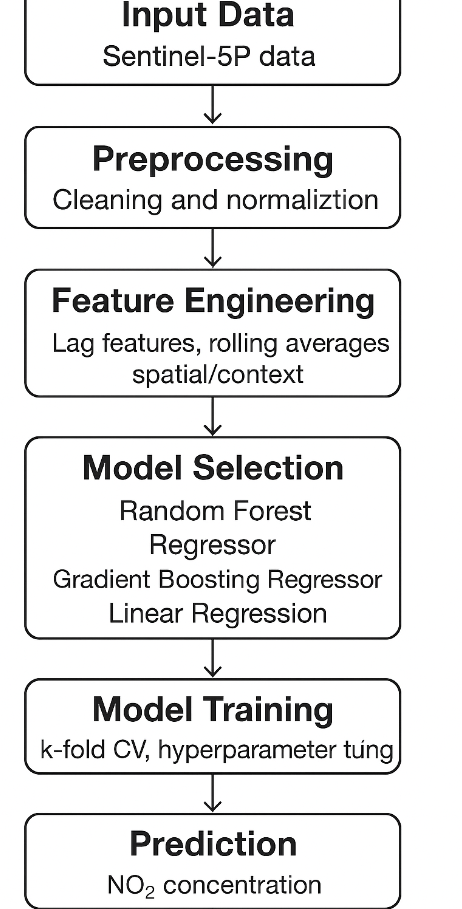 Input Data
Sentinel-5P data
Preprocessing
Cleaning and normaliztion
Feature Engineering
Lag features, rolling averages
spatial/context
Model Selection
Random Forest
Regressor
Gradient Boosting Regressor
Linear Regression
Model Training
k-fold CV, hyperparameter túng
Prediction
NO₂ concentration